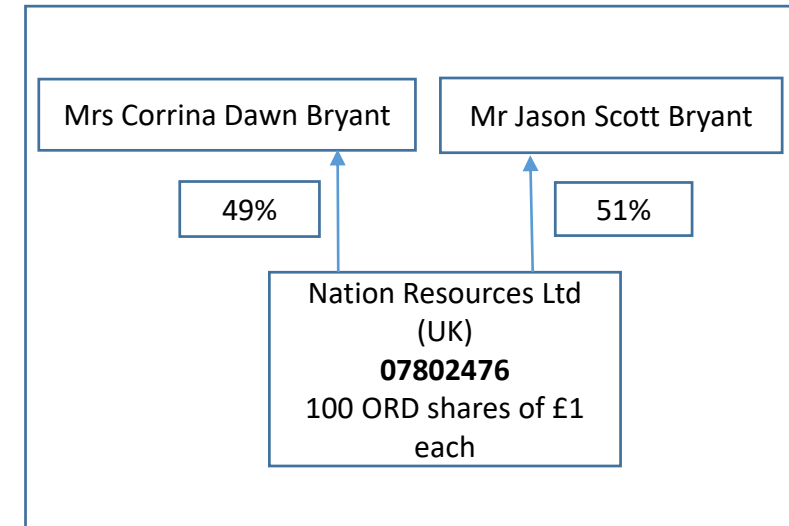 Mrs Corrina Dawn Bryant
Mr Jason Scott Bryant
49%
51%
Nation Resources Ltd
(UK)
07802476
100 ORD shares of £1
each